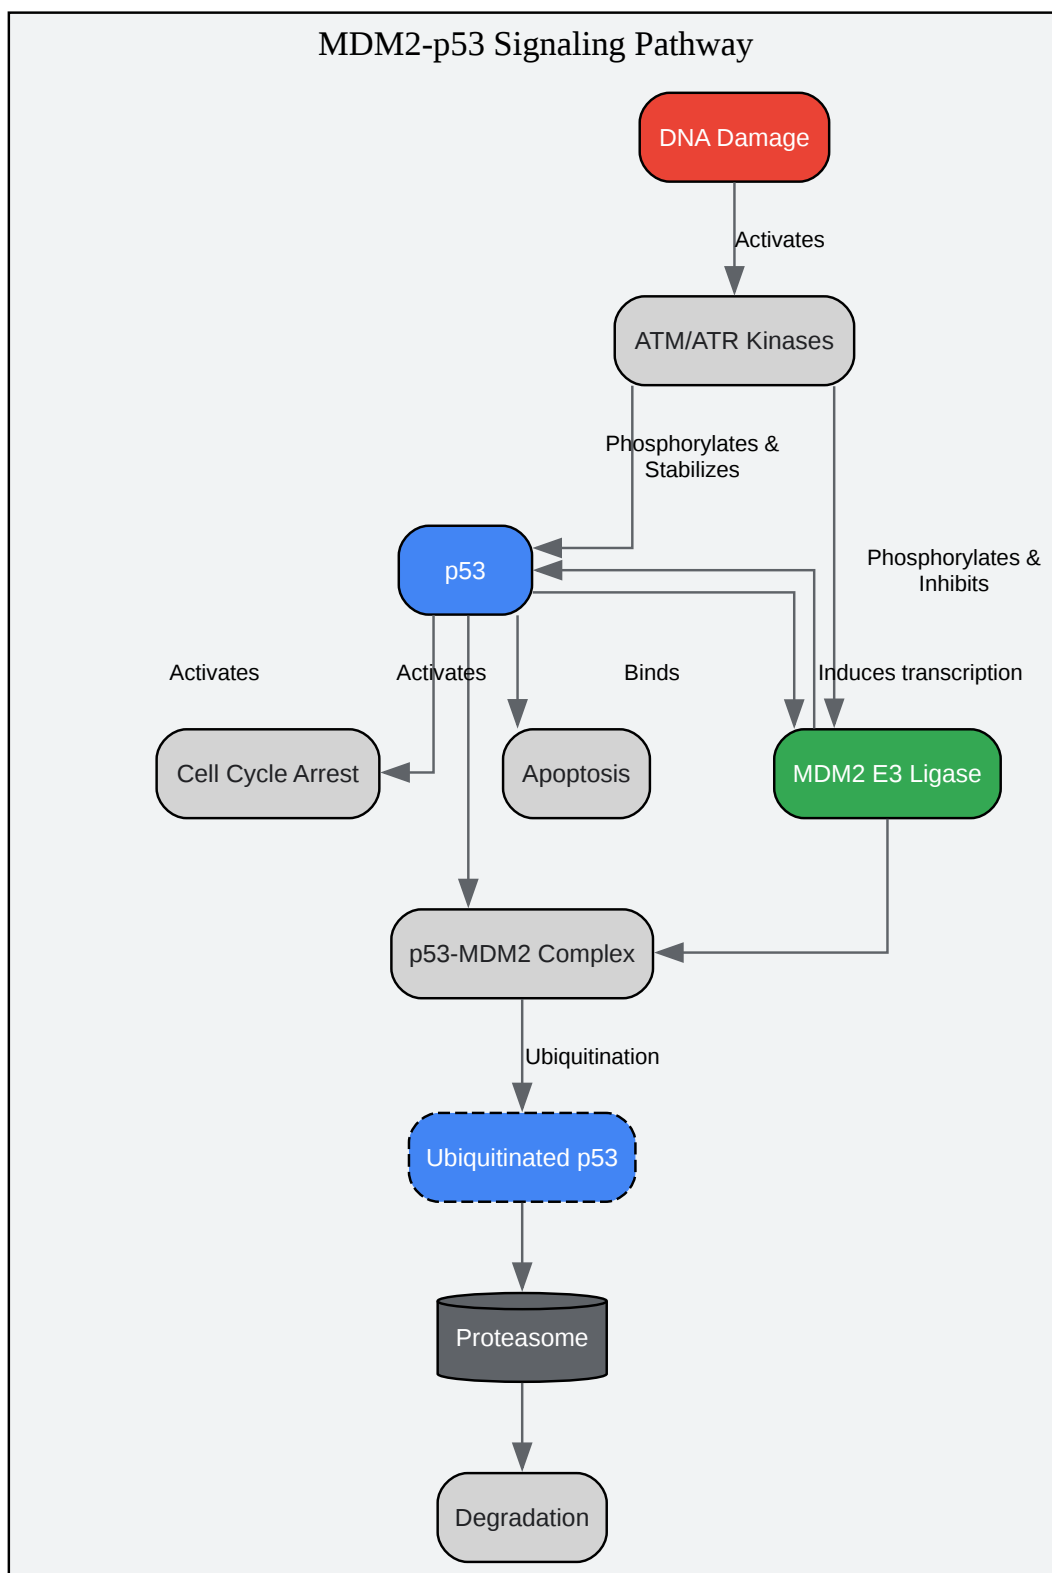 MDM2-p53 Signaling Pathway
DNA Damage
Activates
ATM/ATR Kinases
Phosphorylates &
Stabilizes
p53
Phosphorylates &
Inhibits
Activates
Activates
Binds
Induces transcription
Cell Cycle Arrest
Apoptosis
MDM2 E3 Ligase
p53-MDM2 Complex
Ubiquitination
Ubiquitinated p53
Proteasome
Degradation